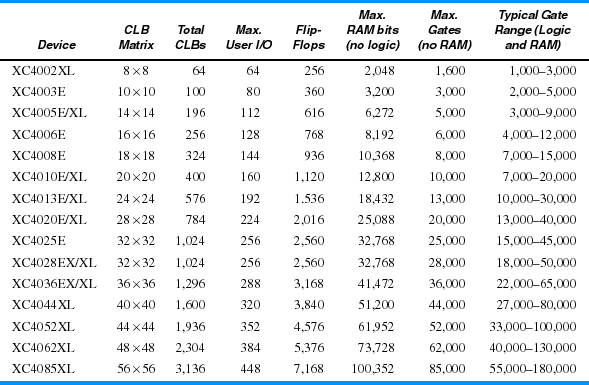 Device CLB Matrix Total CLBs Max. User I/O Flip-Flops Max. RAM bits (no logic) Max. Gates (no RAM) Typical Gate Range (Logic and RAM)
XC4002XL 8×8 64 64 256 2,048 1,600 1,000–3,000
XC4003E 10×10 100 80 360 3,200 3,000 2,000–5,000
XC4005E/XL 14×14 196 112 616 6,272 5,000 3,000–9,000
XC4006E 16×16 256 128 768 8,192 6,000 4,000–12,000
XC4008E 18×18 324 144 936 10,368 8,000 7,000–15,000
XC4010E/XL 20×20 400 160 1,120 12,800 10,000 7,000–20,000
XC4013E/XL 24×24 576 192 1.536 18,432 13,000 10,000–30,000
XC4020E/XL 28×28 784 224 2,016 25,088 20,000 13,000–40,000
XC4025E 32×32 1,024 256 2,560 32,768 25,000 15,000–45,000
XC4028EX/XL 32×32 1,024 256 2,560 32,768 28,000 18,000–50,000
XC4036EX/XL 36×36 1,296 288 3,168 41,472 36,000 22,000–65,000
XC4044XL 40×40 1,600 320 3,840 51,200 44,000 27,000–80,000
XC4052XL 44×44 1,936 352 4,576 61,952 52,000 33,000–100,000
XC4062XL 48×48 2,304 384 5,376 73,728 62,000 40,000–130,000
XC4085XL 56×56 3,136 448 7,168 100,352 85,000 55,000–180,000